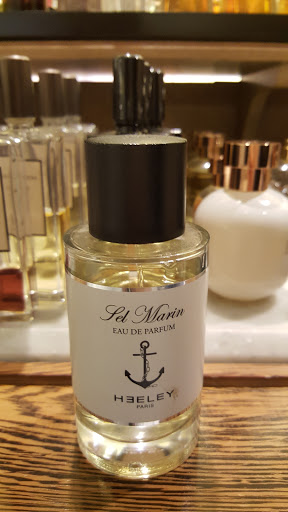 Sel Marin
EAU DE PARFUM
HEELEY
PARIS